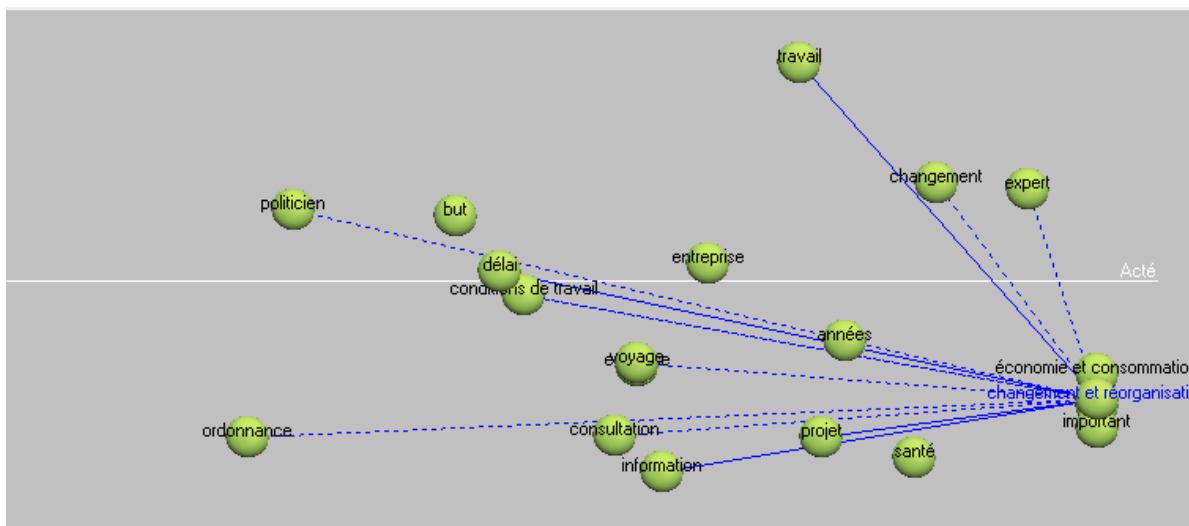 travail
changement
expert
politicien
but
entreprise
délai
Acté
conditions de travail
années
voyage
économie et consommatio
changement et réorganisati
important
ordonnance
consultation
projet
santé
information